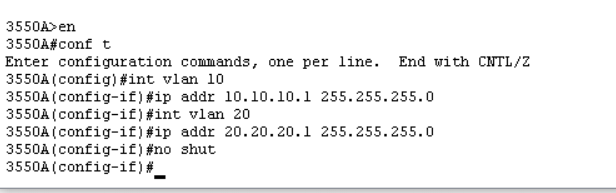 3550A>en
3550A#conf t
Enter configuration commands, one per line.  End with CNTL/Z
3550A(config)#int vlan 10
3550A(config-if)#ip addr 10.10.10.1 255.255.255.0
3550A(config-if)#int vlan 20
3550A(config-if)#ip addr 20.20.20.1 255.255.255.0
3550A(config-if)#no shut
3550A(config-if)#_